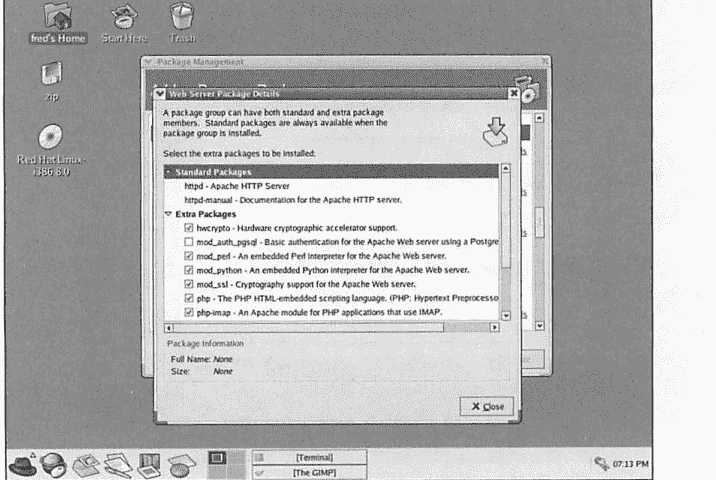 fred's Home
Start Here
Trash
zip
Red Hat Linux-
i386 8.0
Package Management
Web Server Package Details
A package group can have both standard and extra package
members. Standard packages are always available when the
package group is installed.
Select the extra packages to be installed:
Standard Packages
httpd - Apache HTTP Server
httpd-manual - Documentation for the Apache HTTP server.
Extra Packages
hwcrypto - Hardware cryptographic accelerator support.
mod_auth_pgsql - Basic authentication for the Apache Web server using a Postgre
mod_perl - An embedded Perl interpreter for the Apache Web server.
mod_python - An embedded Python interpreter for the Apache Web server.
mod_ssl - Cryptography support for the Apache Web server.
php - The PHP HTML-embedded scripting language. (PHP: Hypertext Preprocesso
php-imap - An Apache module for PHP applications that use IMAP.
Package Information
Full Name: None
Size: None
Close
[Terminal]
[The GIMP]
07:13 PM